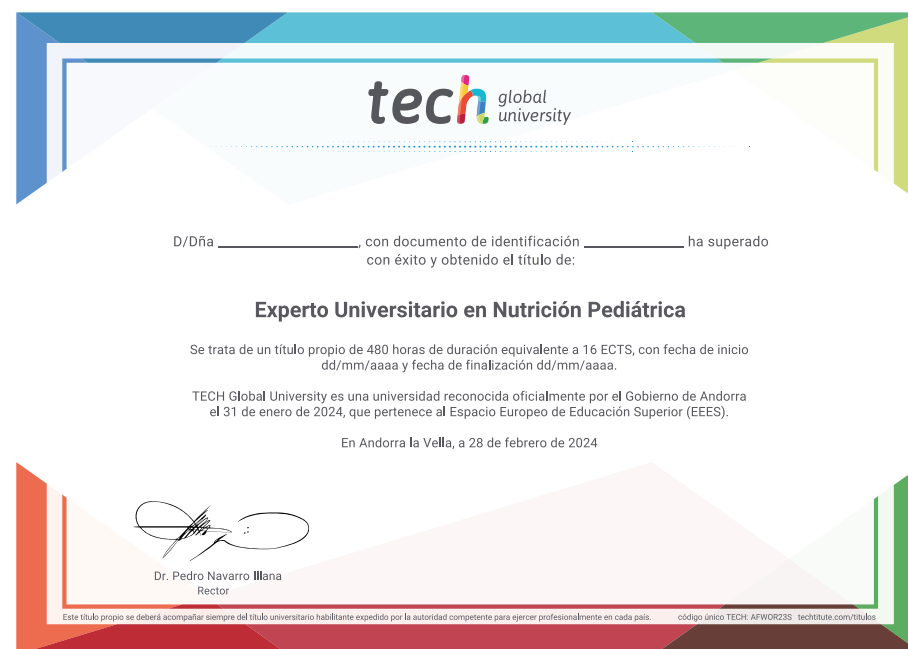 tech global
university
D/Dña ______________, con documento de identificación __________ ha superado
con éxito y obtenido el título de:
Experto Universitario en Nutrición Pediátrica
Se trata de un título propio de 480 horas de duración equivalente a 16 ECTS, con fecha de inicio
dd/mm/aaaa y fecha de finalización dd/mm/aaaa.
TECH Global University es una universidad reconocida oficialmente por el Gobierno de Andorra
el 31 de enero de 2024, que pertenece al Espacio Europeo de Educación Superior (EEES).
En Andorra la Vella, a 28 de febrero de 2024
Dr. Pedro Navarro Illana
Rector
Este título propio se deberá acompañar siempre del título universitario habilitante expedido por la autoridad competente para ejercer profesionalmente en cada país. código único TECH: AFWOR23S techtitute.com/titulos